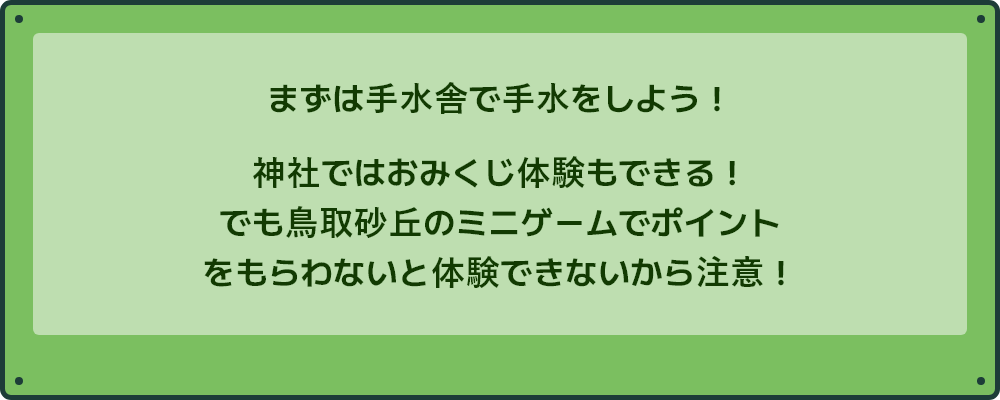 まずは手水舎で手水をしよう！
神社ではおみくじ体験もできる！
でも鳥取砂丘のミニゲームでポイント
をもらわないと体験できないから注意！